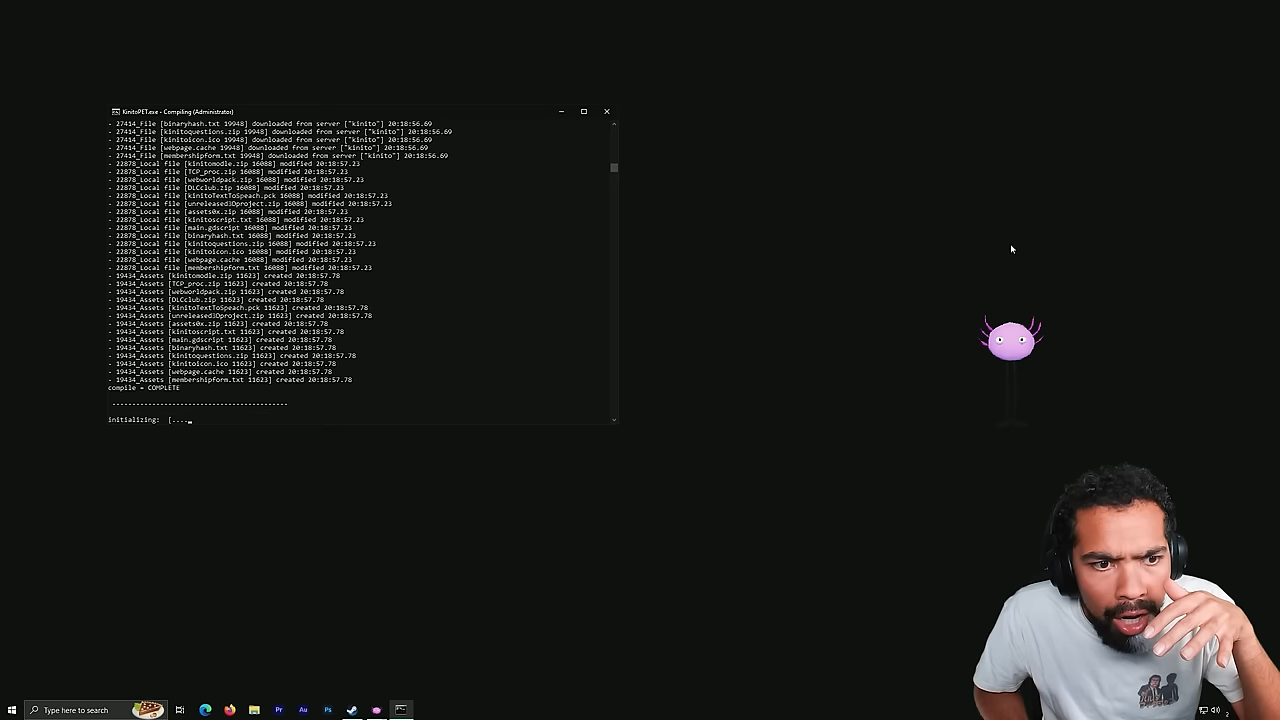 KinitoPET.exe - Compiling (Administrator)
- 27414_File [binaryhash.txt 19948] downloaded from server ["kinito"] 20:18:56.69
- 27414_File [kinitoquestions.zip 19948] downloaded from server ["kinito"] 20:18:56.69
- 27414_File [kinitoicon.ico 19948] downloaded from server ["kinito"] 20:18:56.69
- 27414_File [webpage.cache 19948] downloaded from server ["kinito"] 20:18:56.69
- 27414_File [membershipform.txt 19948] downloaded from server ["kinito"] 20:18:56.69
- 22878_Local file [kinitomodle.zip 16088] modified 20:18:57.23
- 22878_Local file [TCP_proc.zip 16088] modified 20:18:57.23
- 22878_Local file [webworldpack.zip 16088] modified 20:18:57.23
- 22878_Local file [DLCclub.zip 16088] modified 20:18:57.23
- 22878_Local file [kinitoTextToSpeach.pck 16088] modified 20:18:57.23
- 22878_Local file [unreleased3Dproject.zip 16088] modified 20:18:57.23
- 22878_Local file [assets0x.zip 16088] modified 20:18:57.23
- 22878_Local file [kinitoscript.txt 16088] modified 20:18:57.23
- 22878_Local file [main.gdscript 16088] modified 20:18:57.23
- 22878_Local file [binaryhash.txt 16088] modified 20:18:57.23
- 22878_Local file [kinitoquestions.zip 16088] modified 20:18:57.23
- 22878_Local file [kinitoicon.ico 16088] modified 20:18:57.23
- 22878_Local file [webpage.cache 16088] modified 20:18:57.23
- 22878_Local file [membershipform.txt 16088] modified 20:18:57.23
- 19434_Assets [kinitomodle.zip 11623] created 20:18:57.78
- 19434_Assets [TCP_proc.zip 11623] created 20:18:57.78
- 19434_Assets [webworldpack.zip 11623] created 20:18:57.78
- 19434_Assets [DLCclub.zip 11623] created 20:18:57.78
- 19434_Assets [kinitoTextToSpeach.pck 11623] created 20:18:57.78
- 19434_Assets [unreleased3Dproject.zip 11623] created 20:18:57.78
- 19434_Assets [assets0x.zip 11623] created 20:18:57.78
- 19434_Assets [kinitoscript.txt 11623] created 20:18:57.78
- 19434_Assets [main.gdscript 11623] created 20:18:57.78
- 19434_Assets [binaryhash.txt 11623] created 20:18:57.78
- 19434_Assets [kinitoquestions.zip 11623] created 20:18:57.78
- 19434_Assets [kinitoicon.ico 11623] created 20:18:57.78
- 19434_Assets [webpage.cache 11623] created 20:18:57.78
- 19434_Assets [membershipform.txt 11623] created 20:18:57.78
compile = COMPLETE
---------------------------------------------
initializing: [...._
Type here to search
Pr
Au
Ps
2